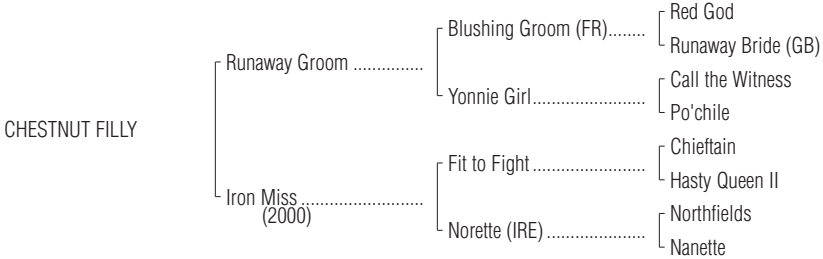 Red God
Blushing Groom (FR)........
Runaway Bride (GB)
Runaway Groom ...............
Call the Witness
Yonnie Girl........................
Po'chile
CHESTNUT FILLY
Chieftain
Fit to Fight ........................
Hasty Queen II
Iron Miss ..........................
(2000)
Northfields
Norette (IRE) .....................
Nanette